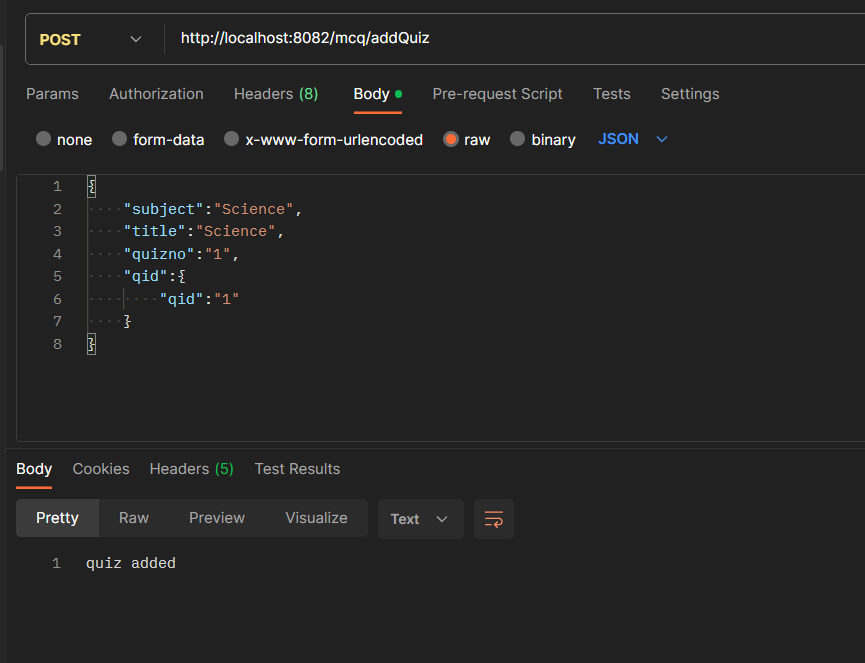 POST http://localhost:8082/mcq/addQuiz
Params Authorization Headers (8) Body Pre-request Script Tests Settings
none form-data x-www-form-urlencoded raw binary JSON
1 {
2 "subject":"Science",
3 "title":"Science",
4 "quizno":"1",
5 "qid":{
6 "qid":"1"
7 }
8 }
Body Cookies Headers (5) Test Results
Pretty Raw Preview Visualize Text
1 quiz added